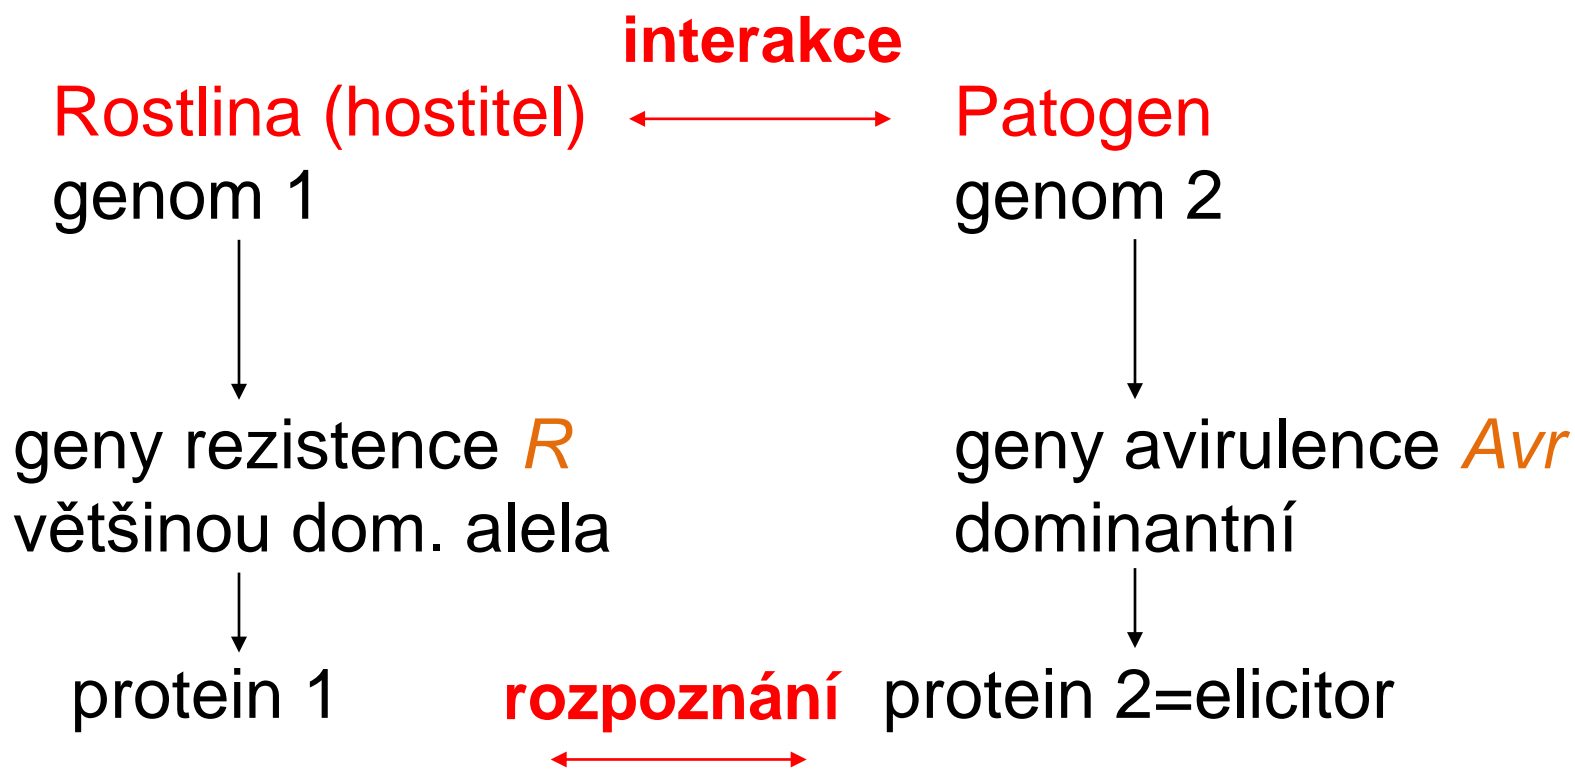 interakce
Rostlina (hostitel)
Patogen
genom 1
genom 2
geny rezistence R
geny avirulence Avr
většinou dom. alela
dominantní
protein 1
rozpoznání
protein 2=elicitor